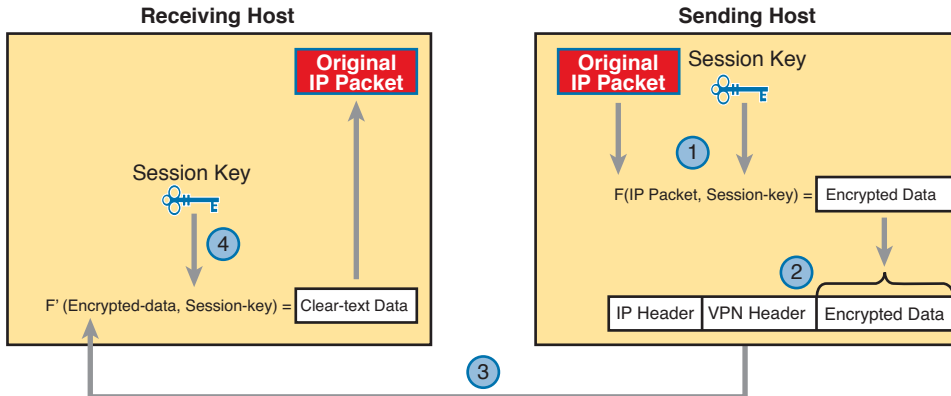 Receiving Host
Original
IP Packet
Session Key
4
F' (Encrypted-data, Session-key) =
Clear-text Data
Sending Host
Original
IP Packet
Session Key
1
F(IP Packet, Session-key) =
Encrypted Data
2
IP Header
VPN Header
Encrypted Data
3